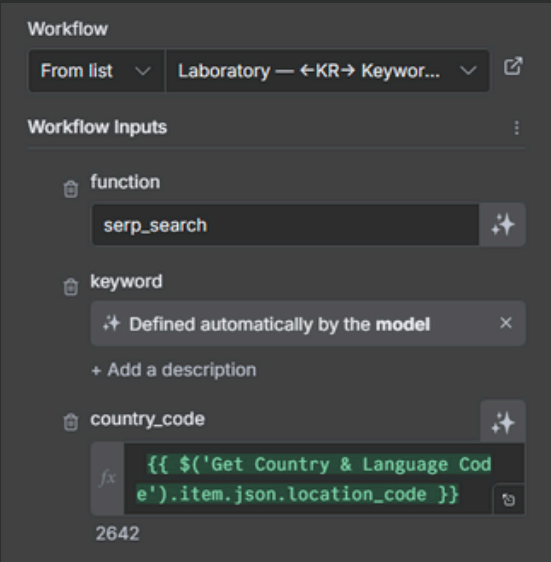 Workflow
From list Laboratory — ←KR→ Keywor...
Workflow Inputs
function
serp_search
keyword
Defined automatically by the model
+ Add a description
country_code
fx {{ $('Get Country & Language Cod
e').item.json.location_code }}
2642